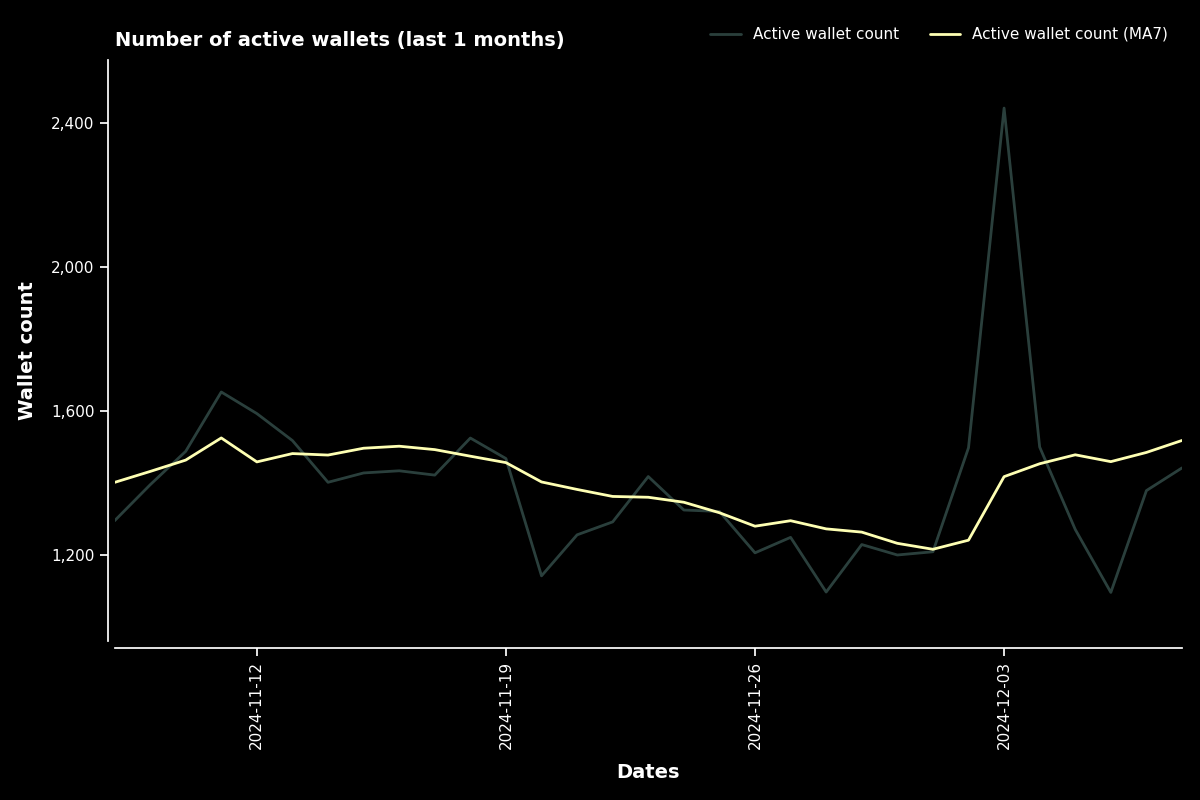 Number of active wallets (last 1 months)
Active wallet count
Active wallet count (MA7)
Wallet count
2,400
2,000
1,600
1,200
2024-11-12
2024-11-19
2024-11-26
2024-12-03
Dates